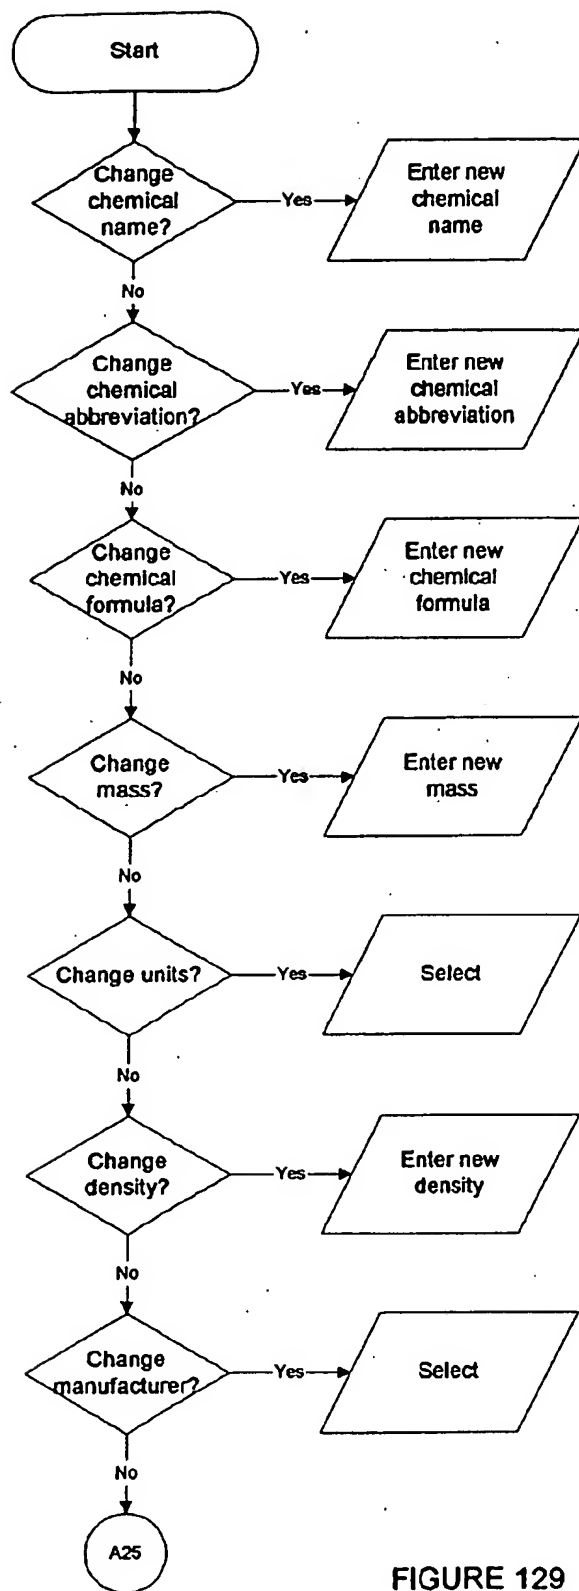 Start
Change
chemical
name?
Yes
Enter new
chemical
name
No
Change
chemical
abbreviation?
Yes
Enter new
chemical
abbreviation
No
Change
chemical
formula?
Yes
Enter new
chemical
formula
No
Change
mass?
Yes
Enter new
mass
No
Change units?
Yes
Select
No
Change
density?
Yes
Enter new
density
No
Change
manufacturer?
Yes
Select
No
A25
FIGURE 129